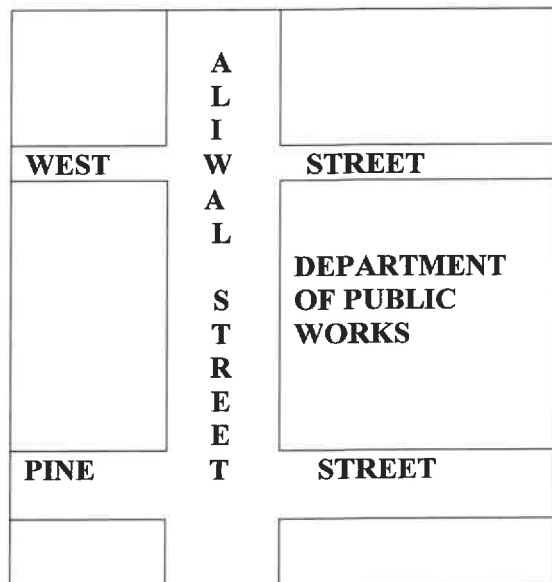 ALIWAL STREET
WEST STREET
DEPARTMENT
OF PUBLIC
WORKS
PINE STREET